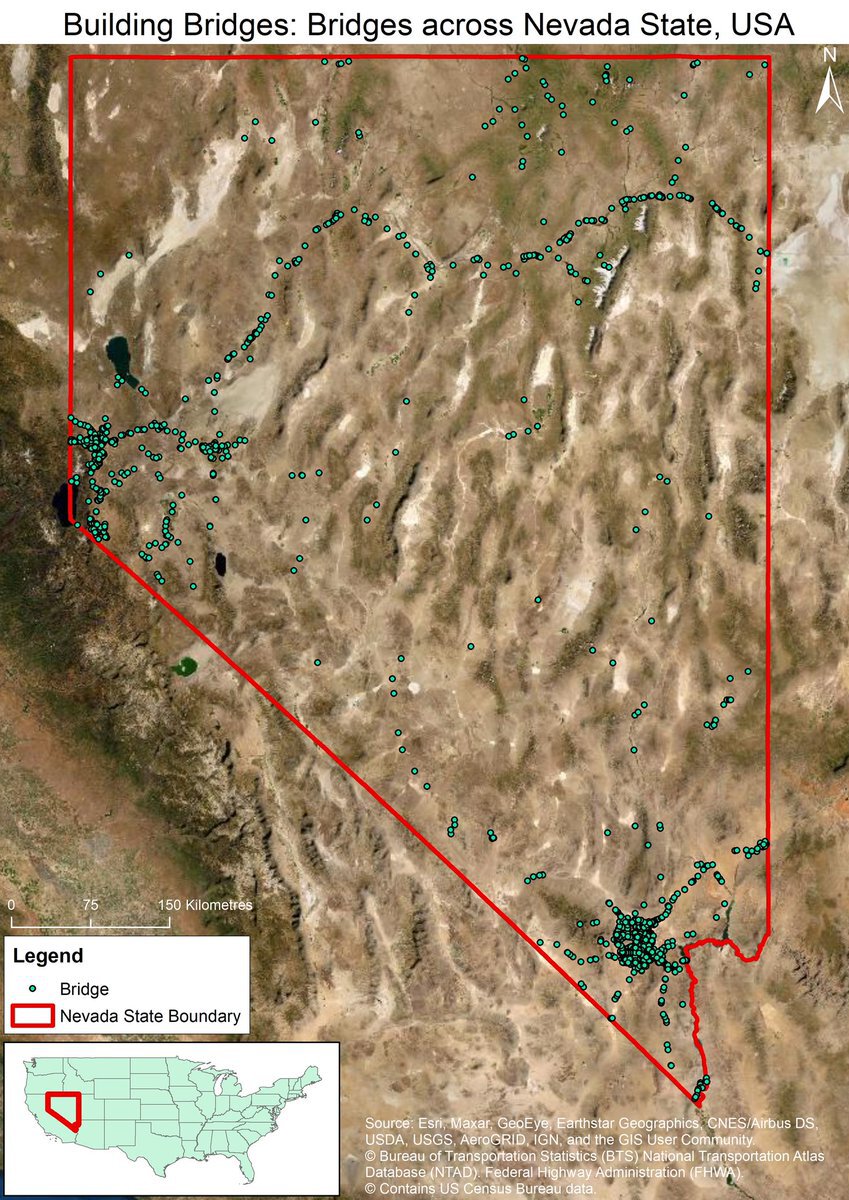 Building Bridges: Bridges across Nevada State, USA
N
0 75 150 Kilometres
Legend
Bridge
Nevada State Boundary
Source: Esri, Maxar, GeoEye, Earthstar Geographics, CNES/Airbus DS,
USDA, USGS, AeroGRID, IGN, and the GIS User Community.
© Bureau of Transportation Statistics (BTS) National Transportation Atlas
Database (NTAD). Federal Highway Administration (FHWA).
© Contains US Census Bureau data.